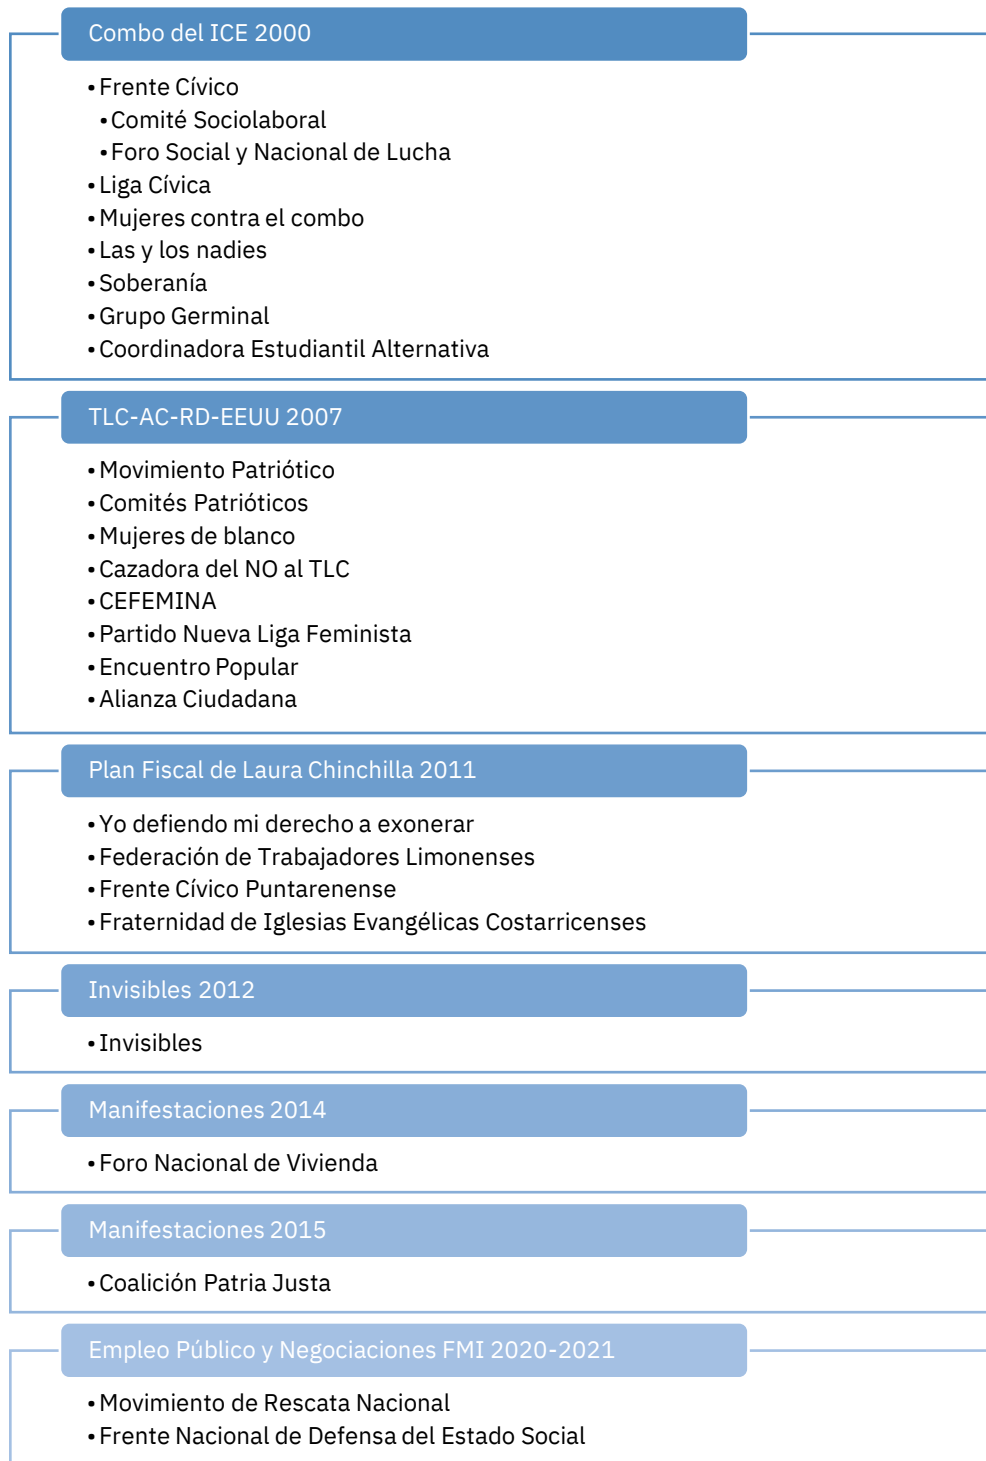 Combo del ICE 2000
• Frente Cívico
• Comité Sociolaboral
• Foro Social y Nacional de Lucha
• Liga Cívica
• Mujeres contra el combo
• Las y los nadies
• Soberanía
• Grupo Germinal
• Coordinadora Estudiantil Alternativa
TLC-AC-RD-EEUU 2007
• Movimiento Patriótico
• Comités Patrióticos
• Mujeres de blanco
• Cazadora del NO al TLC
• CEFEMINA
• Partido Nueva Liga Feminista
• Encuentro Popular
• Alianza Ciudadana
Plan Fiscal de Laura Chinchilla 2011
• Yo defiendo mi derecho a exonerar
• Federación de Trabajadores Limonenses
• Frente Cívico Puntarenense
• Fraternidad de Iglesias Evangélicas Costarricenses
Invisibles 2012
• Invisibles
Manifestaciones 2014
• Foro Nacional de Vivienda
Manifestaciones 2015
• Coalición Patria Justa
Empleo Público y Negociaciones FMI 2020-2021
• Movimiento de Rescata Nacional
• Frente Nacional de Defensa del Estado Social